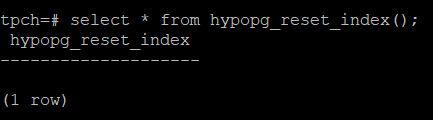 tpch=# select * from hypopg_reset_index();
 hypopg_reset_index
--------------------
(1 row)